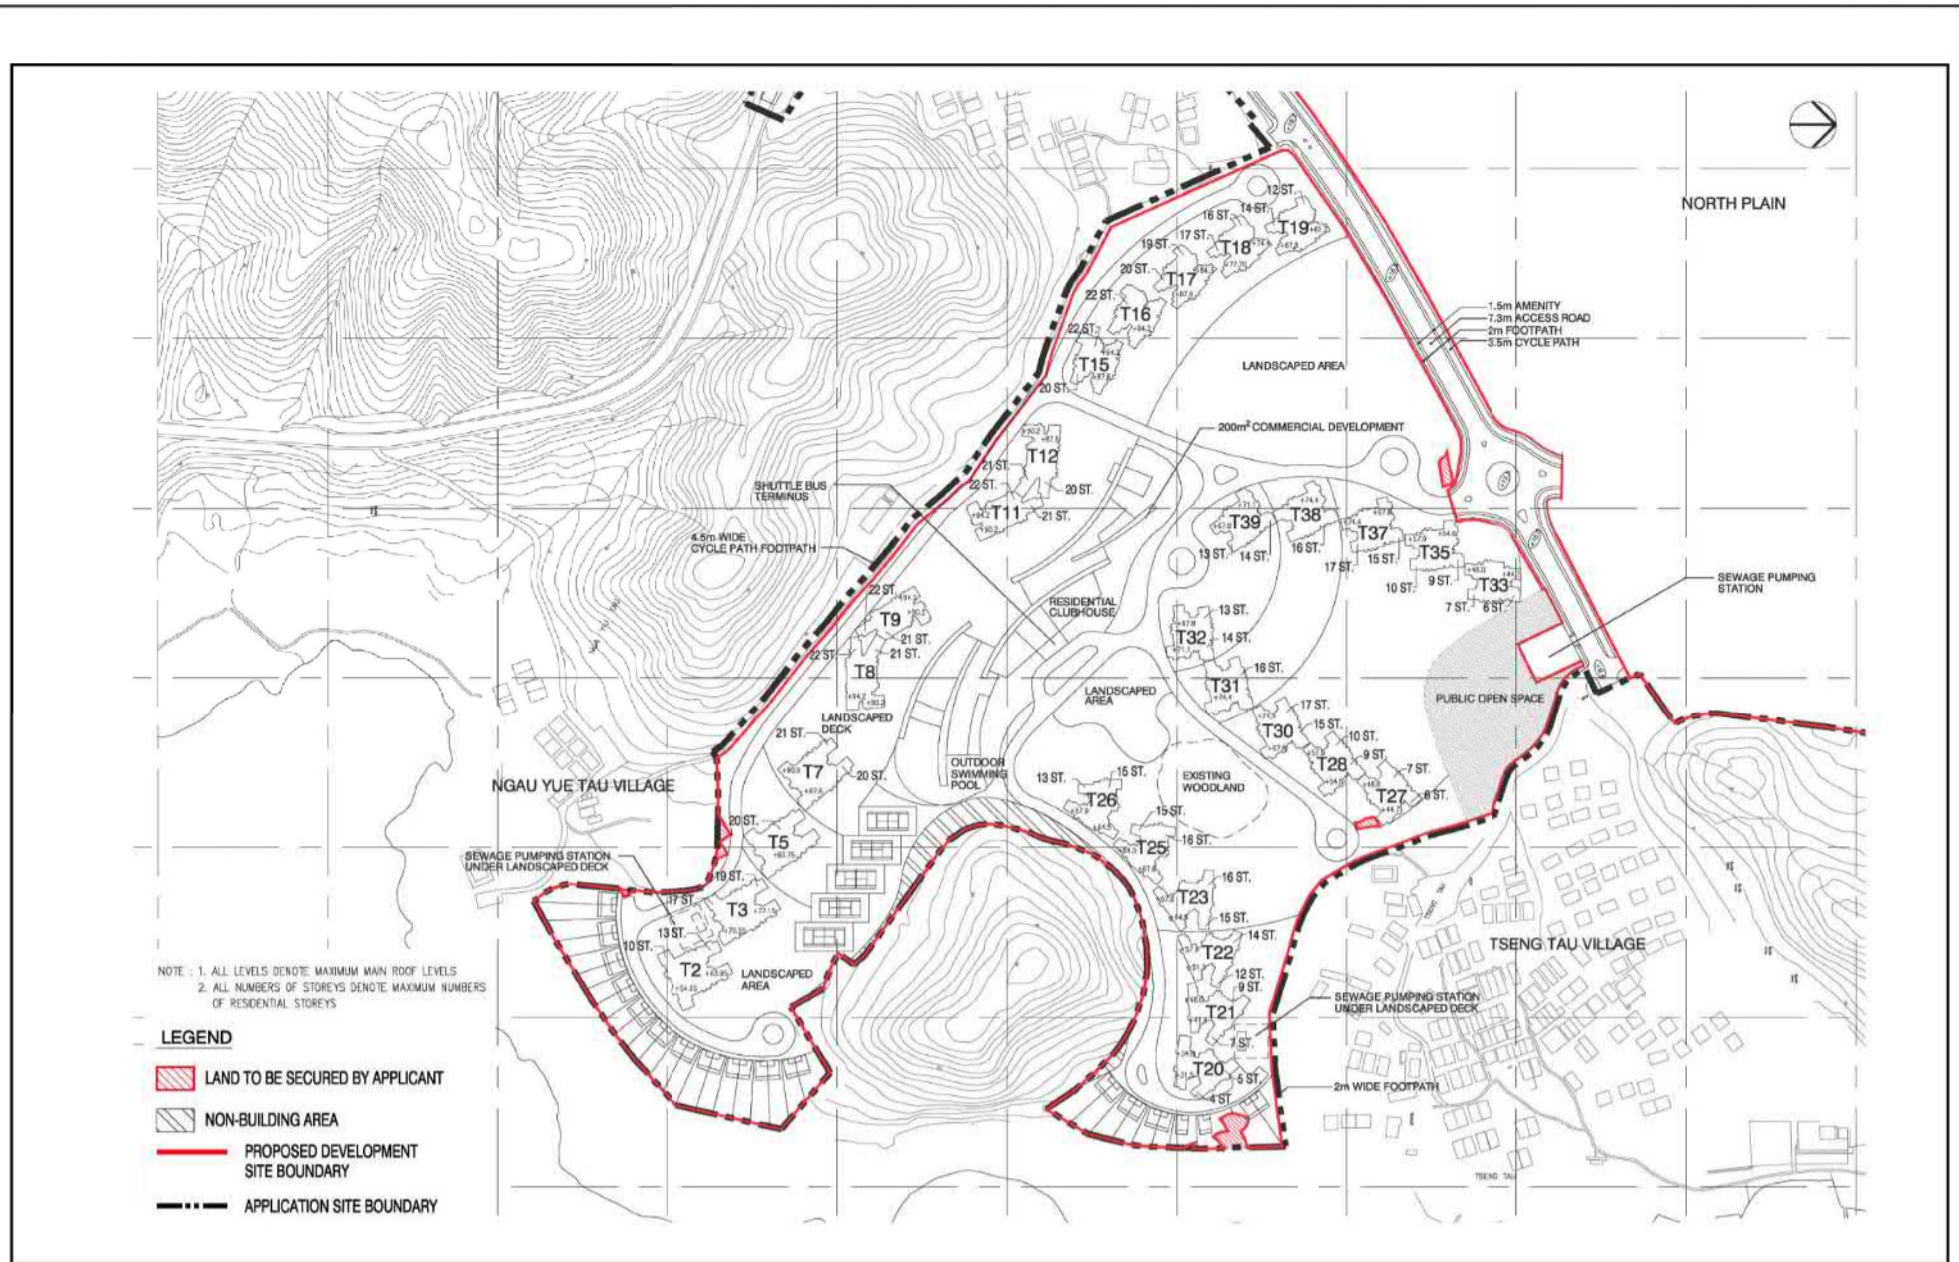 NORTH PLAIN
12 ST.
14 ST.
T19
16 ST.
17 ST.
T18
19 ST.
20 ST.
T17
22 ST.
T16
22 ST.
T15
20 ST.
1.5m AMENITY
7.3m ACCESS ROAD
2m FOOTPATH
3.5m CYCLE PATH
LANDSCAPED AREA
200m² COMMERCIAL DEVELOPMENT
T12
21 ST.
22 ST.
20 ST.
T11
21 ST.
SHUTTLE BUS
TERMINUS
4.5m WIDE
CYCLE PATH FOOTPATH
T39
13 ST.
14 ST.
T38
16 ST.
T37
17 ST.
15 ST.
T35
10 ST.
9 ST.
T33
7 ST.
6 ST.
SEWAGE PUMPING
STATION
RESIDENTIAL
CLUBHOUSE
22 ST.
T9
21 ST.
22 ST.
21 ST.
T8
13 ST.
T32
14 ST.
16 ST.
T31
LANDSCAPED
AREA
PUBLIC OPEN SPACE
LANDSCAPED
DECK
17 ST.
T30
15 ST.
10 ST.
9 ST.
T28
7 ST.
T27
6 ST.
21 ST.
T7
20 ST.
NGAU YUE TAU VILLAGE
OUTDOOR
SWIMMING
POOL
13 ST.
15 ST.
T26
EXISTING
WOODLAND
20 ST.
T5
15 ST.
16 ST.
T25
SEWAGE PUMPING STATION
UNDER LANDSCAPED DECK
19 ST.
17 ST.
T3
13 ST.
10 ST.
T2
LANDSCAPED
AREA
16 ST.
T23
15 ST.
14 ST.
T22
12 ST.
9 ST.
T21
7 ST.
T20
5 ST.
4 ST.
TSENG TAU VILLAGE
SEWAGE PUMPING STATION
UNDER LANDSCAPED DECK
2m WIDE FOOTPATH
TSENG TAU
NOTE : 1. ALL LEVELS DENOTE MAXIMUM MAIN ROOF LEVELS
2. ALL NUMBERS OF STOREYS DENOTE MAXIMUM NUMBERS
OF RESIDENTIAL STOREYS
LEGEND
LAND TO BE SECURED BY APPLICANT
NON-BUILDING AREA
PROPOSED DEVELOPMENT
SITE BOUNDARY
APPLICATION SITE BOUNDARY